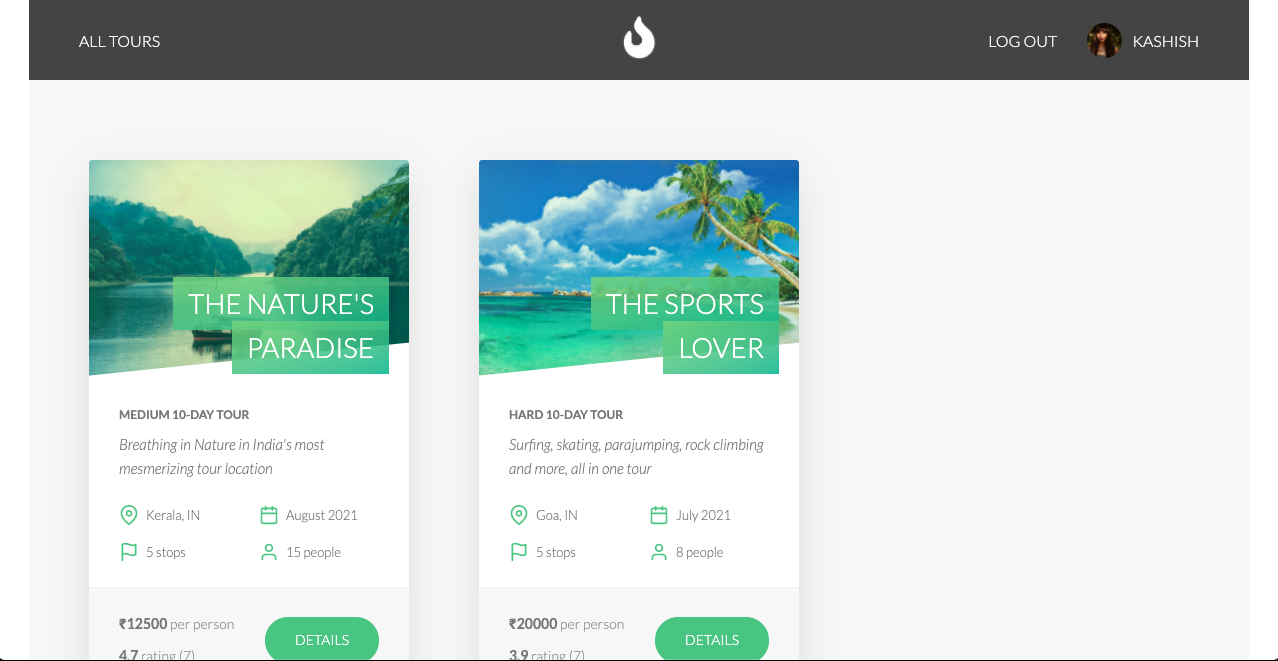 ALL TOURS
LOG OUT
KASHISH
THE NATURE'S
PARADISE
MEDIUM 10-DAY TOUR
Breathing in Nature in India's most
mesmerizing tour location
Kerala, IN
August 2021
5 stops
15 people
₹12500 per person
DETAILS
4.7 rating (7)
THE SPORTS
LOVER
HARD 10-DAY TOUR
Surfing, skating, parajumping, rock climbing
and more, all in one tour
Goa, IN
July 2021
5 stops
8 people
₹20000 per person
DETAILS
3.9 rating (7)